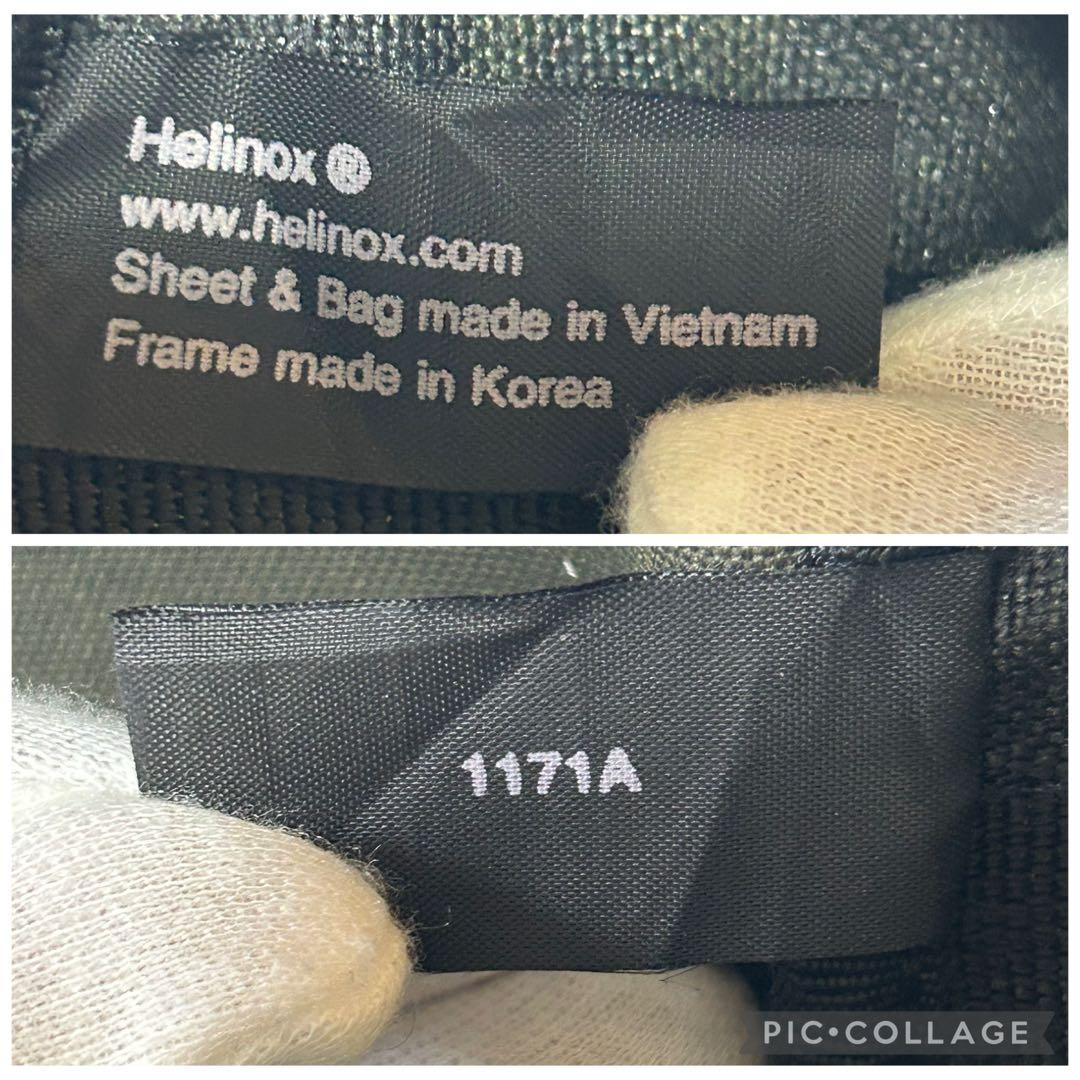 Helinox ®
www.helinox.com
Sheet & Bag made in Vietnam
Frame made in Korea
1171A
PIC•COLLAGE